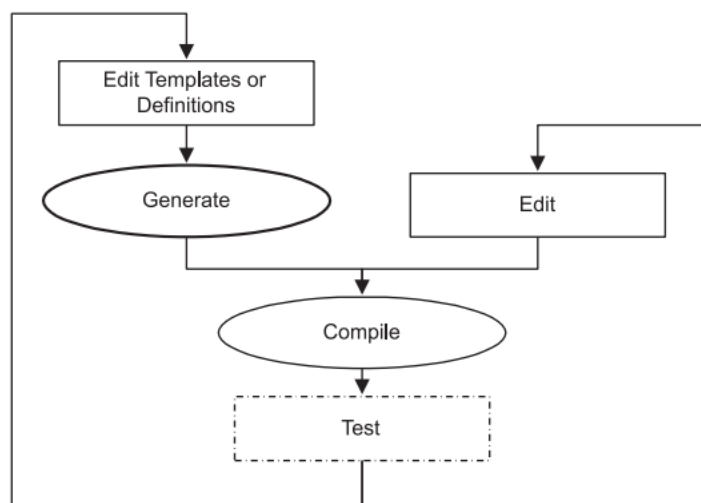 Edit Templates or
Definitions
Generate
Edit
Compile
Test